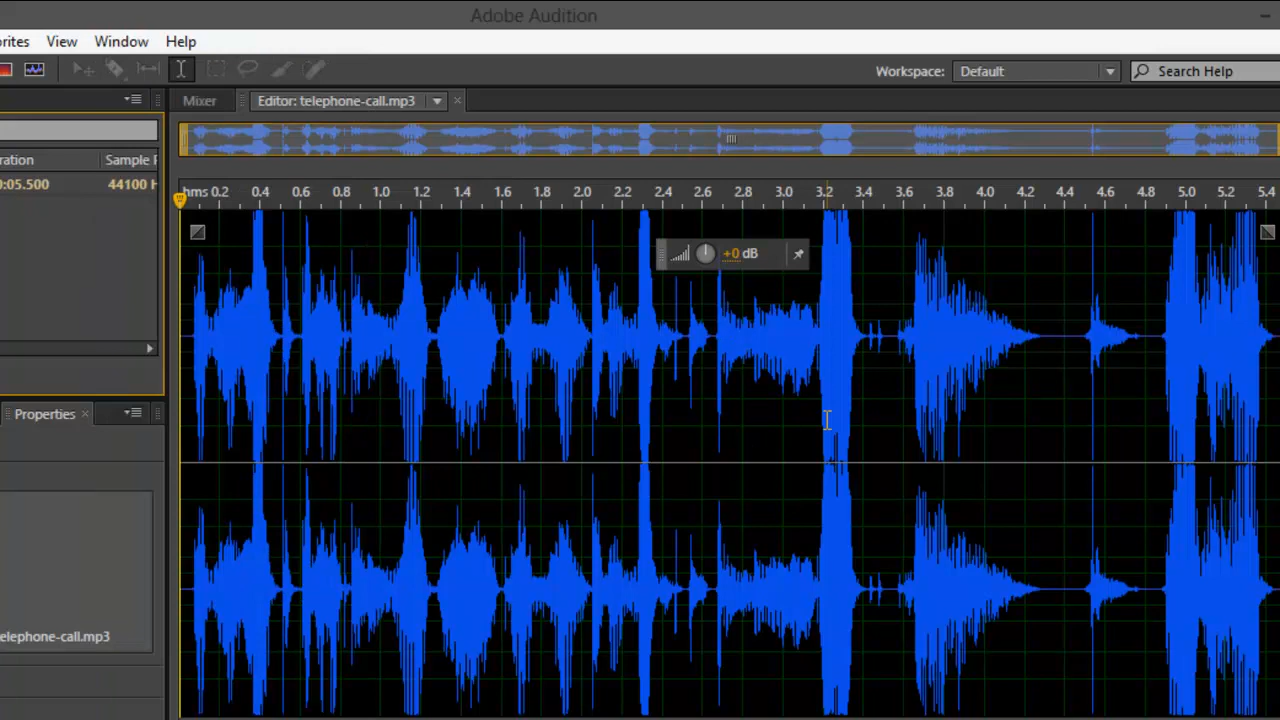 Adobe Audition
orites View Window Help
Workspace: Default Search Help
Mixer Editor: telephone-call.mp3
ration Sample R
0:05.500 44100 H
hms 0.2 0.4 0.6 0.8 1.0 1.2 1.4 1.6 1.8 2.0 2.2 2.4 2.6 2.8 3.0 3.2 3.4 3.6 3.8 4.0 4.2 4.4 4.6 4.8 5.0 5.2 5.4
+0 dB
Properties
elephone-call.mp3